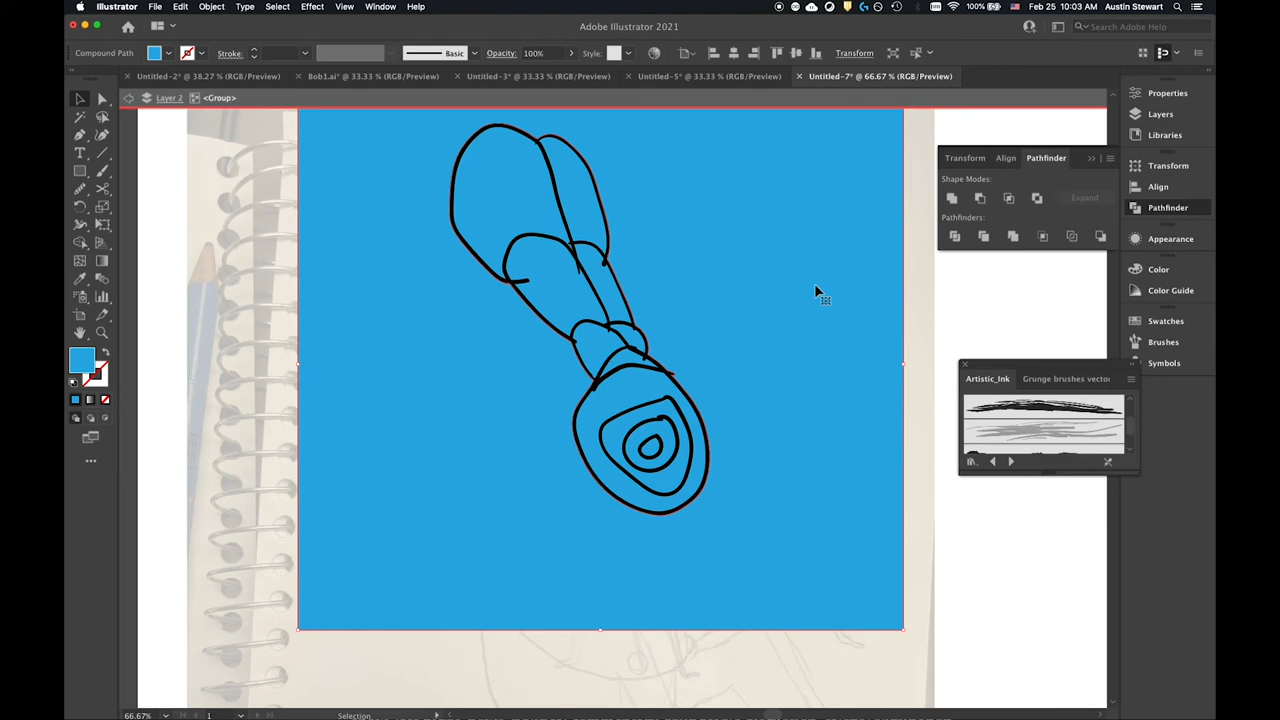 Illustrator File Edit Object Type Select Effect View Window Help 100% Feb 25 10:03 AM Austin Stewart
Adobe Illustrator 2021 Search Adobe Help
Compound Path Stroke: Basic Opacity: 100% Style: Transform
Untitled-2* @ 38.27 % (RGB/Preview) Bob1.ai* @ 33.33 % (RGB/Preview) Untitled-3* @ 33.33 % (RGB/Preview) Untitled-5* @ 33.33 % (RGB/Preview) Untitled-7* @ 66.67 % (RGB/Preview)
Layer 2 <Group>
Properties
Layers
Libraries
Transform Align Pathfinder
Shape Modes:
Expand
Pathfinders:
Transform
Align
Pathfinder
Appearance
Color
Color Guide
Swatches
Brushes
Symbols
Artistic_Ink Grunge brushes vector
66.67% 1 Selection